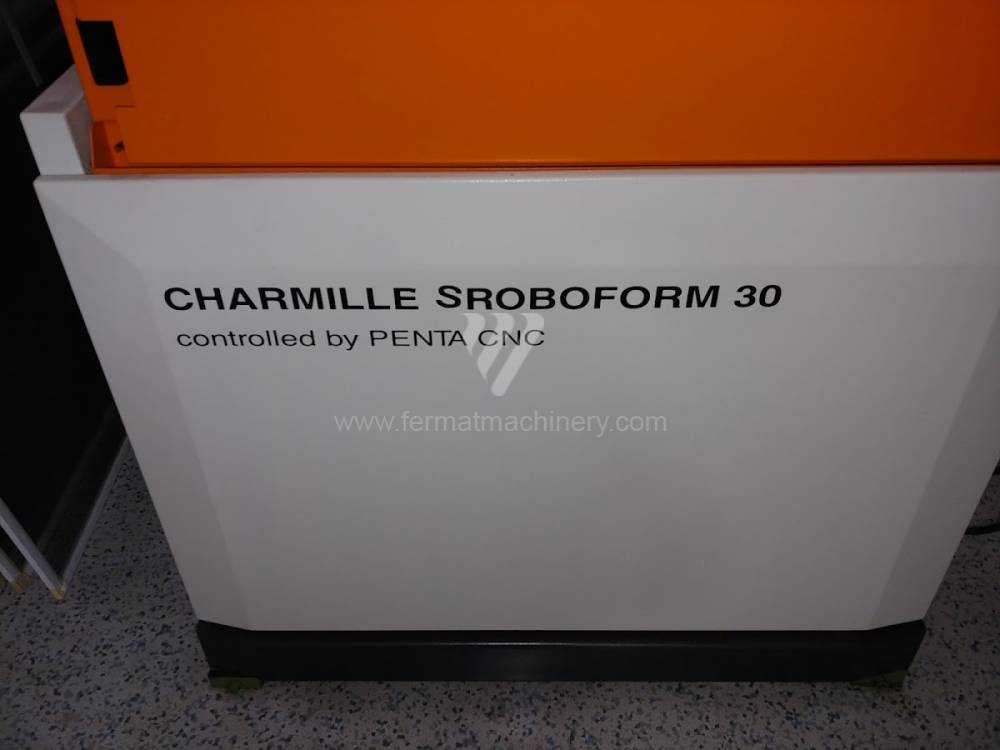 CHARMILLE SROBOFORM 30
controlled by PENTA CNC
www.fermatmachinery.com